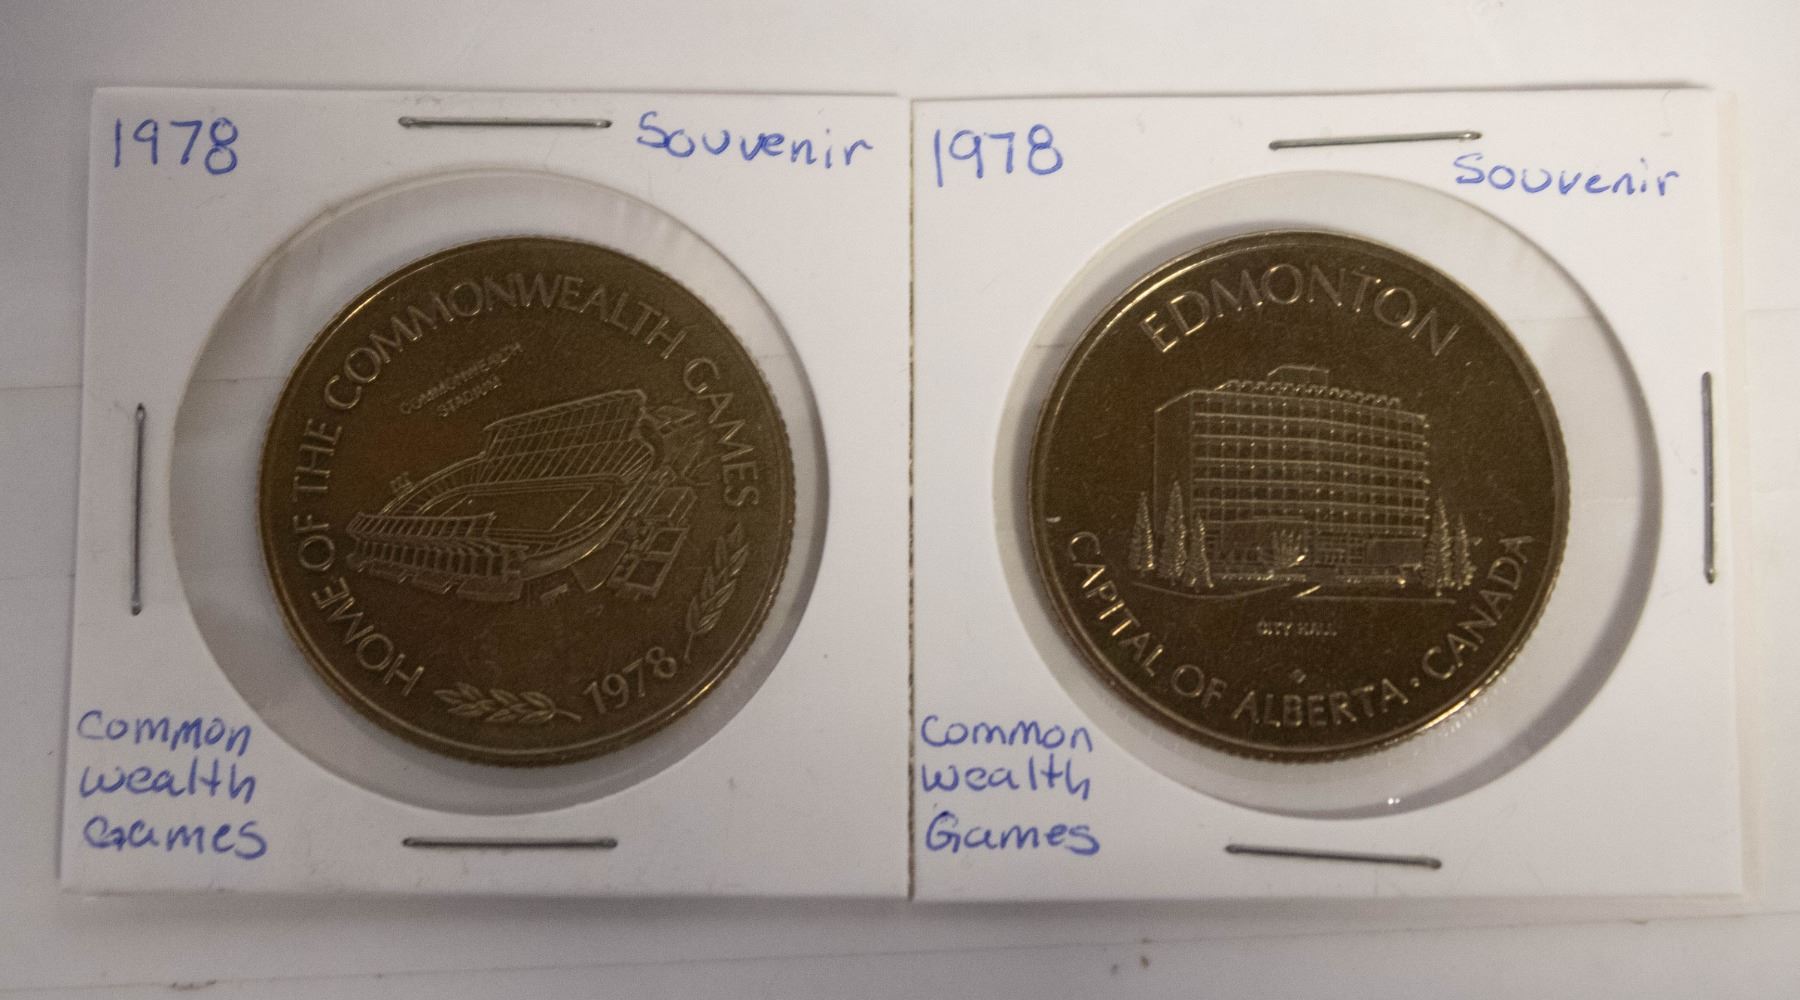 1978
Souvenir
HOME OF THE COMMONWEALTH GAMES
COMMONWEALTH
STADIUM
1978
Common
wealth
Games
1978
Souvenir
EDMONTON
CITY HALL
CAPITAL OF ALBERTA · CANADA
Common
wealth
Games